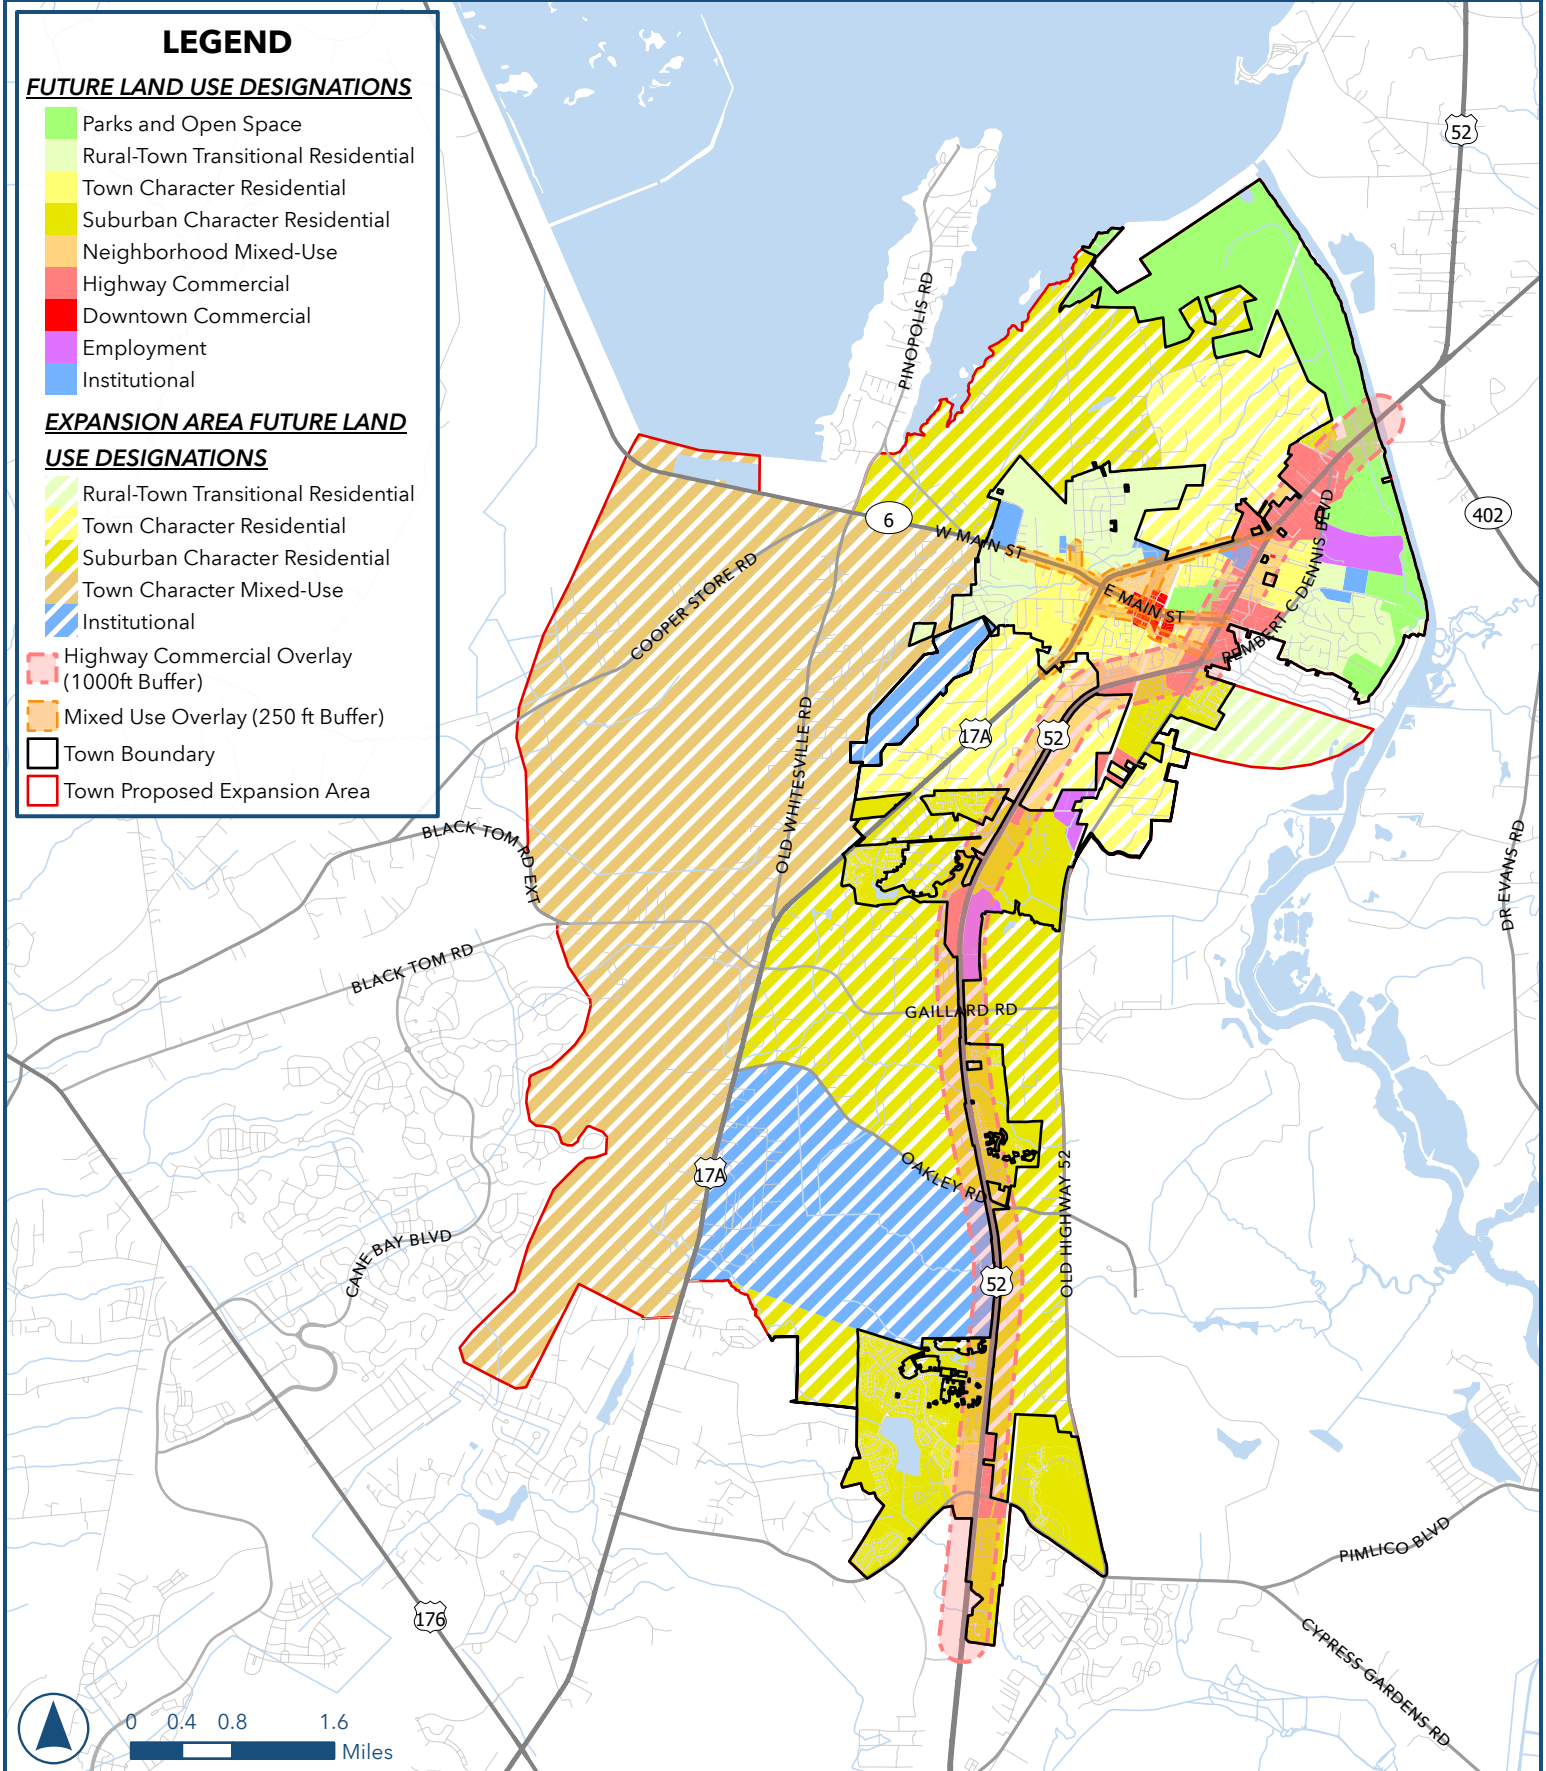 LEGEND
FUTURE LAND USE DESIGNATIONS
Parks and Open Space
Rural-Town Transitional Residential
Town Character Residential
Suburban Character Residential
Neighborhood Mixed-Use
Highway Commercial
Downtown Commercial
Employment
Institutional
EXPANSION AREA FUTURE LAND
USE DESIGNATIONS
Rural-Town Transitional Residential
Town Character Residential
Suburban Character Residential
Town Character Mixed-Use
Institutional
Highway Commercial Overlay
(1000ft Buffer)
Mixed Use Overlay (250 ft Buffer)
Town Boundary
Town Proposed Expansion Area
52
PINOPOLIS RD
402
6
W MAIN ST
REMBERT C DENNIS BLVD
COOPER STORE RD
E MAIN ST
OLD WHITESVILLE RD
17A
52
BLACK TOM RD EXT
DR EVANS RD
BLACK TOM RD
GAILLARD RD
17A
OAKLEY RD
OLD HIGHWAY 52
CANE BAY BLVD
52
PIMLICO BLVD
176
CYPRESS GARDENS RD
0 0.4 0.8 1.6
Miles